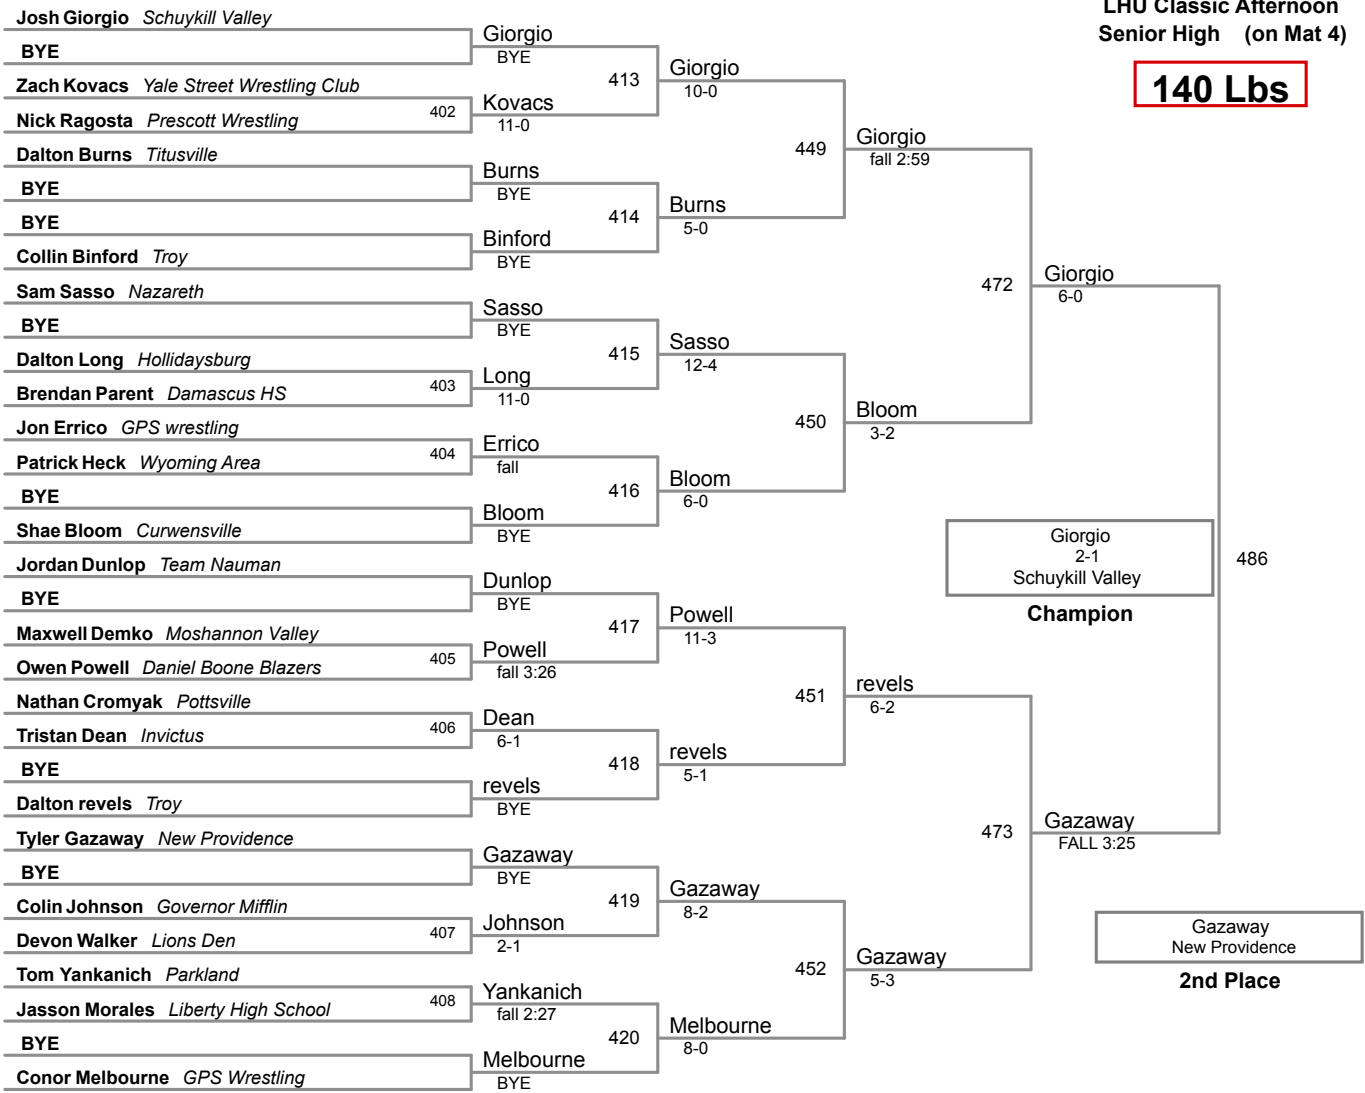 LHU Classic Afternoon
Senior High (on Mat 4)
140 Lbs
Josh Giorgio Schuykill Valley
BYE
Zach Kovacs Yale Street Wrestling Club
Nick Ragosta Prescott Wrestling
Dalton Burns Titusville
BYE
BYE
Collin Binford Troy
Sam Sasso Nazareth
BYE
Dalton Long Hollidaysburg
Brendan Parent Damascus HS
Jon Errico GPS wrestling
Patrick Heck Wyoming Area
BYE
Shae Bloom Curwensville
Jordan Dunlop Team Nauman
BYE
Maxwell Demko Moshannon Valley
Owen Powell Daniel Boone Blazers
Nathan Cromyak Pottsville
Tristan Dean Invictus
BYE
Dalton revels Troy
Tyler Gazaway New Providence
BYE
Colin Johnson Governor Mifflin
Devon Walker Lions Den
Tom Yankanich Parkland
Jasson Morales Liberty High School
BYE
Conor Melbourne GPS Wrestling
402
403
404
405
406
407
408
Giorgio
BYE
Kovacs
11-0
Burns
BYE
Binford
BYE
Sasso
BYE
Long
11-0
Errico
fall
Bloom
BYE
Dunlop
BYE
Powell
fall 3:26
Dean
6-1
revels
BYE
Gazaway
BYE
Johnson
2-1
Yankanich
fall 2:27
Melbourne
BYE
413
414
415
416
417
418
419
420
Giorgio
10-0
Burns
5-0
Sasso
12-4
Bloom
6-0
Powell
11-3
revels
5-1
Gazaway
8-2
Melbourne
8-0
449
450
451
452
Giorgio
fall 2:59
Bloom
3-2
revels
6-2
Gazaway
5-3
472
473
Giorgio
6-0
Gazaway
FALL 3:25
486
Giorgio
2-1
Schuykill Valley
Champion
Gazaway
New Providence
2nd Place